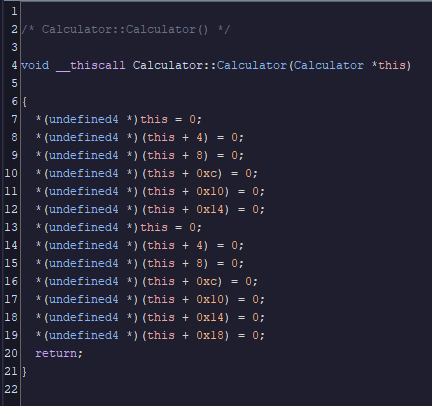 1
2 /* Calculator::Calculator() */
3
4 void __thiscall Calculator::Calculator(Calculator *this)
5
6 {
7   *(undefined4 *)this = 0;
8   *(undefined4 *)(this + 4) = 0;
9   *(undefined4 *)(this + 8) = 0;
10   *(undefined4 *)(this + 0xc) = 0;
11   *(undefined4 *)(this + 0x10) = 0;
12   *(undefined4 *)(this + 0x14) = 0;
13   *(undefined4 *)this = 0;
14   *(undefined4 *)(this + 4) = 0;
15   *(undefined4 *)(this + 8) = 0;
16   *(undefined4 *)(this + 0xc) = 0;
17   *(undefined4 *)(this + 0x10) = 0;
18   *(undefined4 *)(this + 0x14) = 0;
19   *(undefined4 *)(this + 0x18) = 0;
20   return;
21 }
22